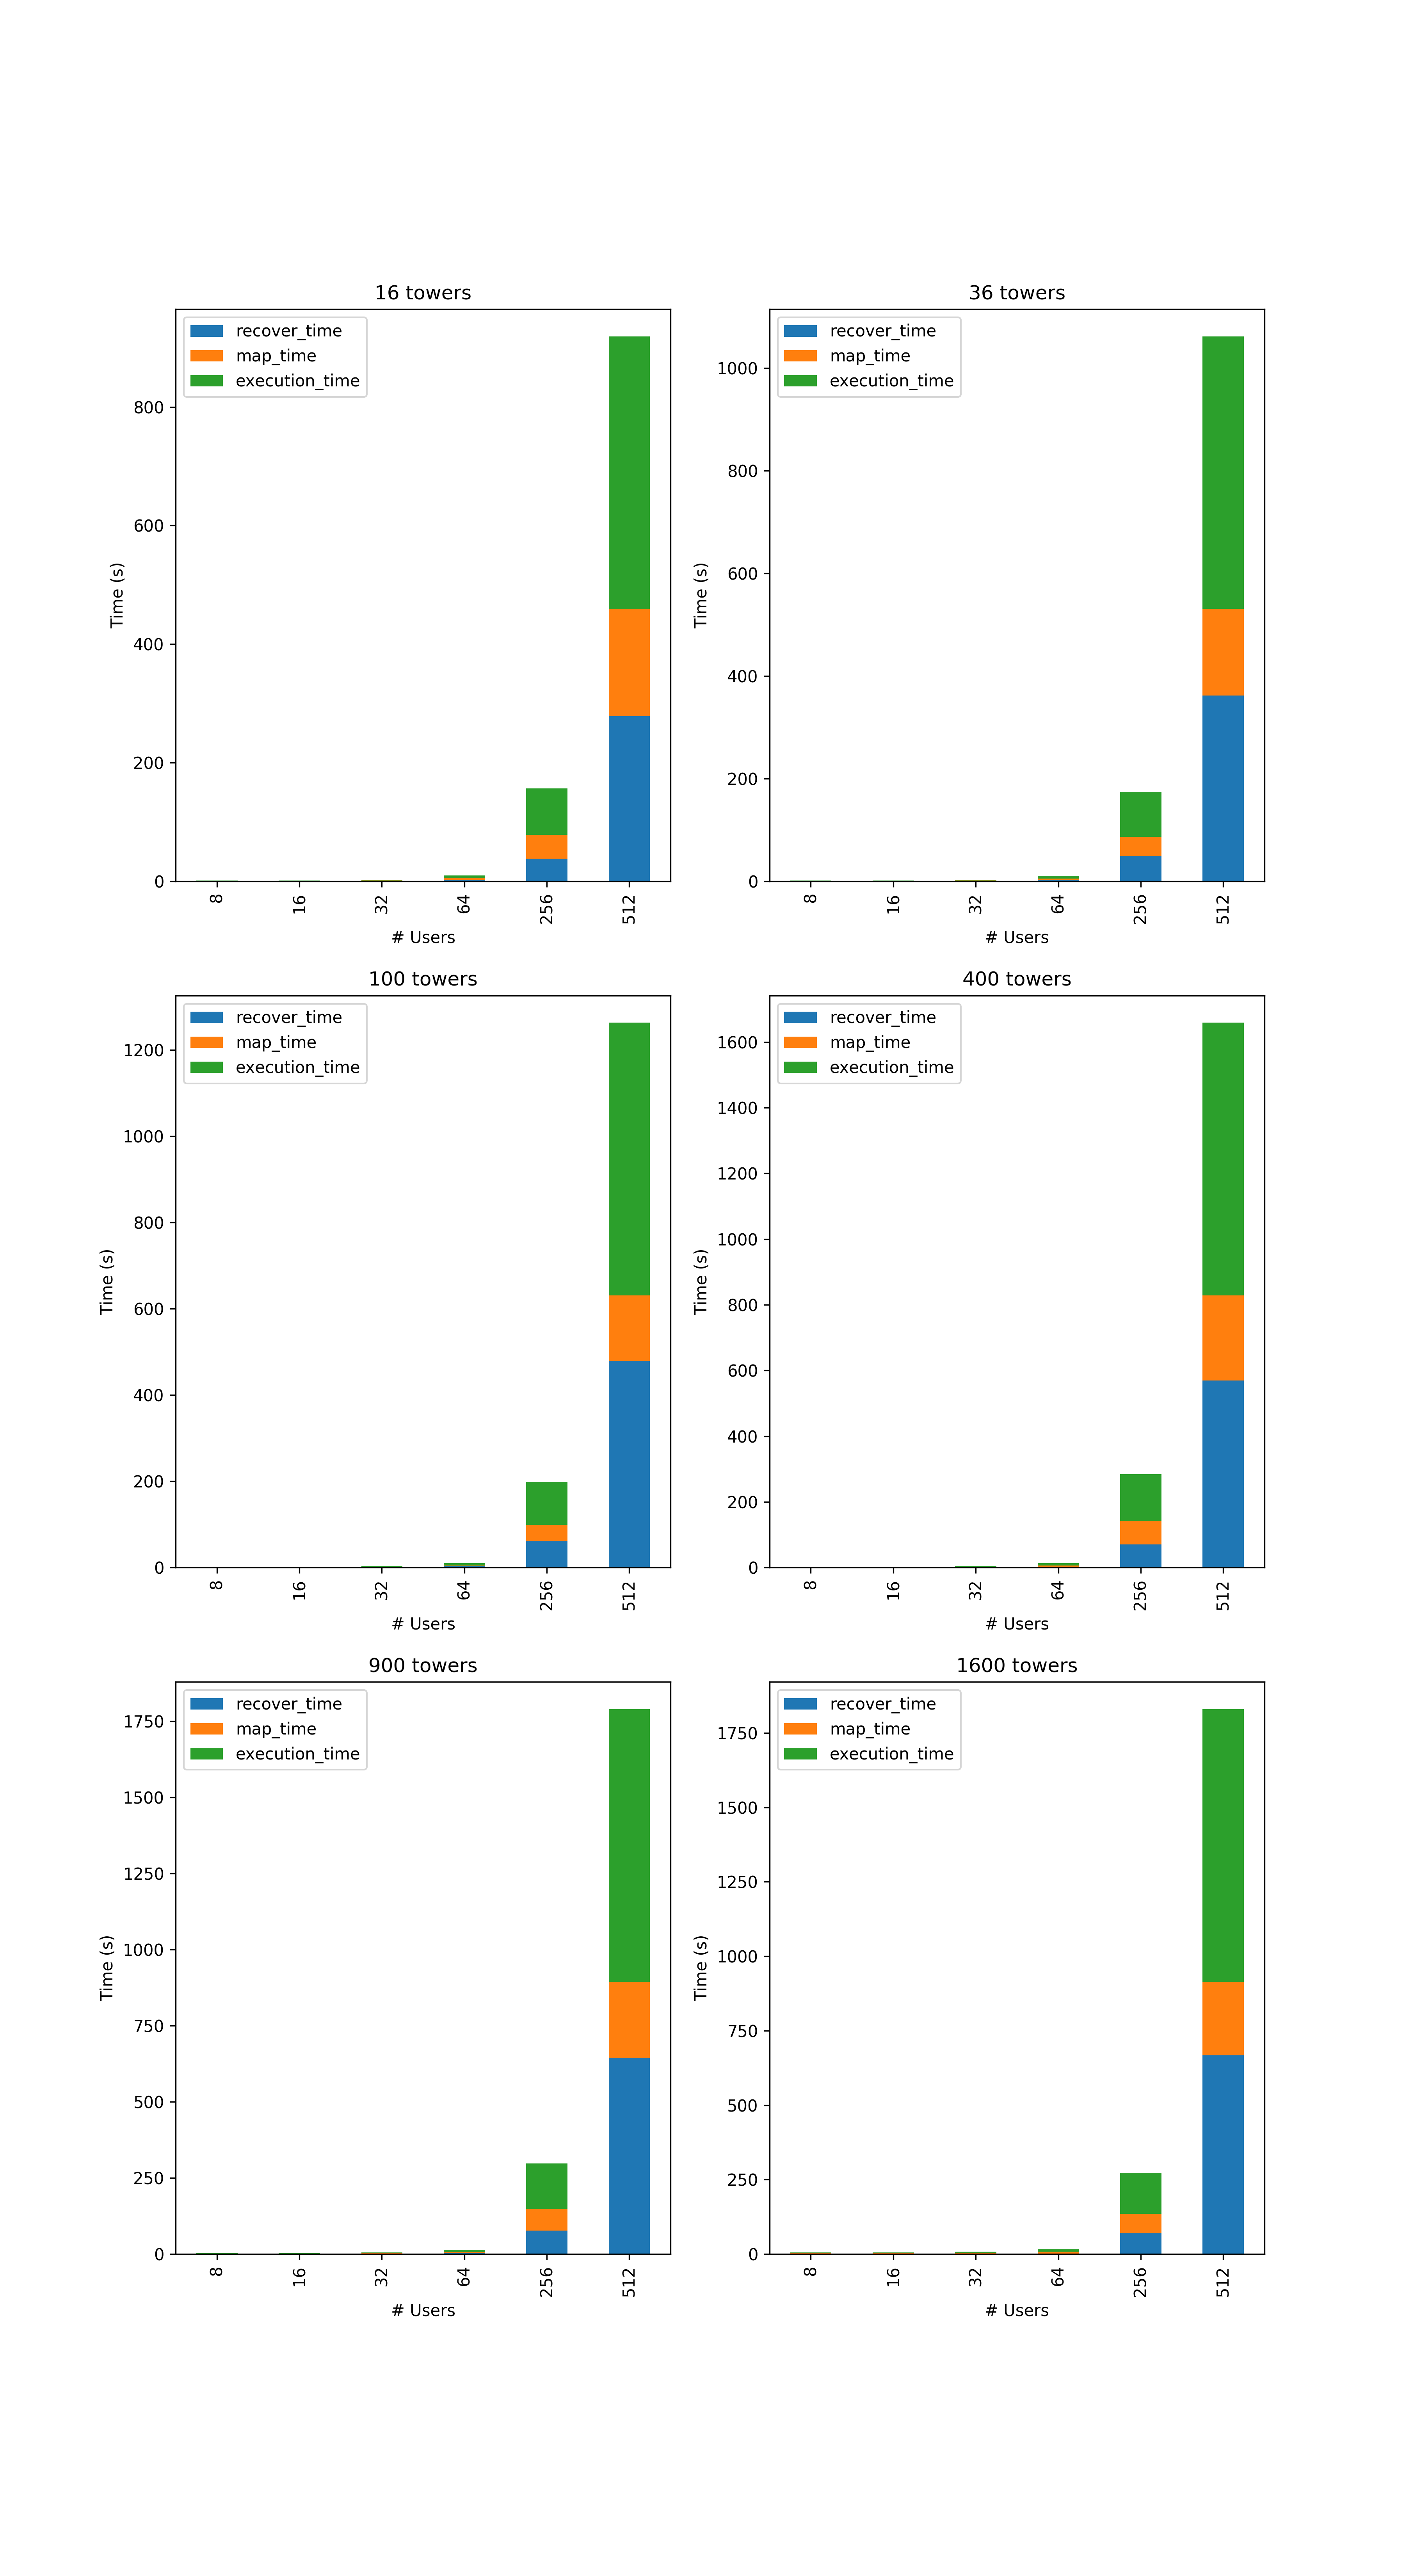 16 towers
recover_time
map_time
execution_time
Time (s)
800
600
400
200
0
8 16 32 64 256 512
# Users
36 towers
recover_time
map_time
execution_time
Time (s)
1000
800
600
400
200
0
8 16 32 64 256 512
# Users
100 towers
recover_time
map_time
execution_time
Time (s)
1200
1000
800
600
400
200
0
8 16 32 64 256 512
# Users
400 towers
recover_time
map_time
execution_time
Time (s)
1600
1400
1200
1000
800
600
400
200
0
8 16 32 64 256 512
# Users
900 towers
recover_time
map_time
execution_time
Time (s)
1750
1500
1250
1000
750
500
250
0
8 16 32 64 256 512
# Users
1600 towers
recover_time
map_time
execution_time
Time (s)
1750
1500
1250
1000
750
500
250
0
8 16 32 64 256 512
# Users